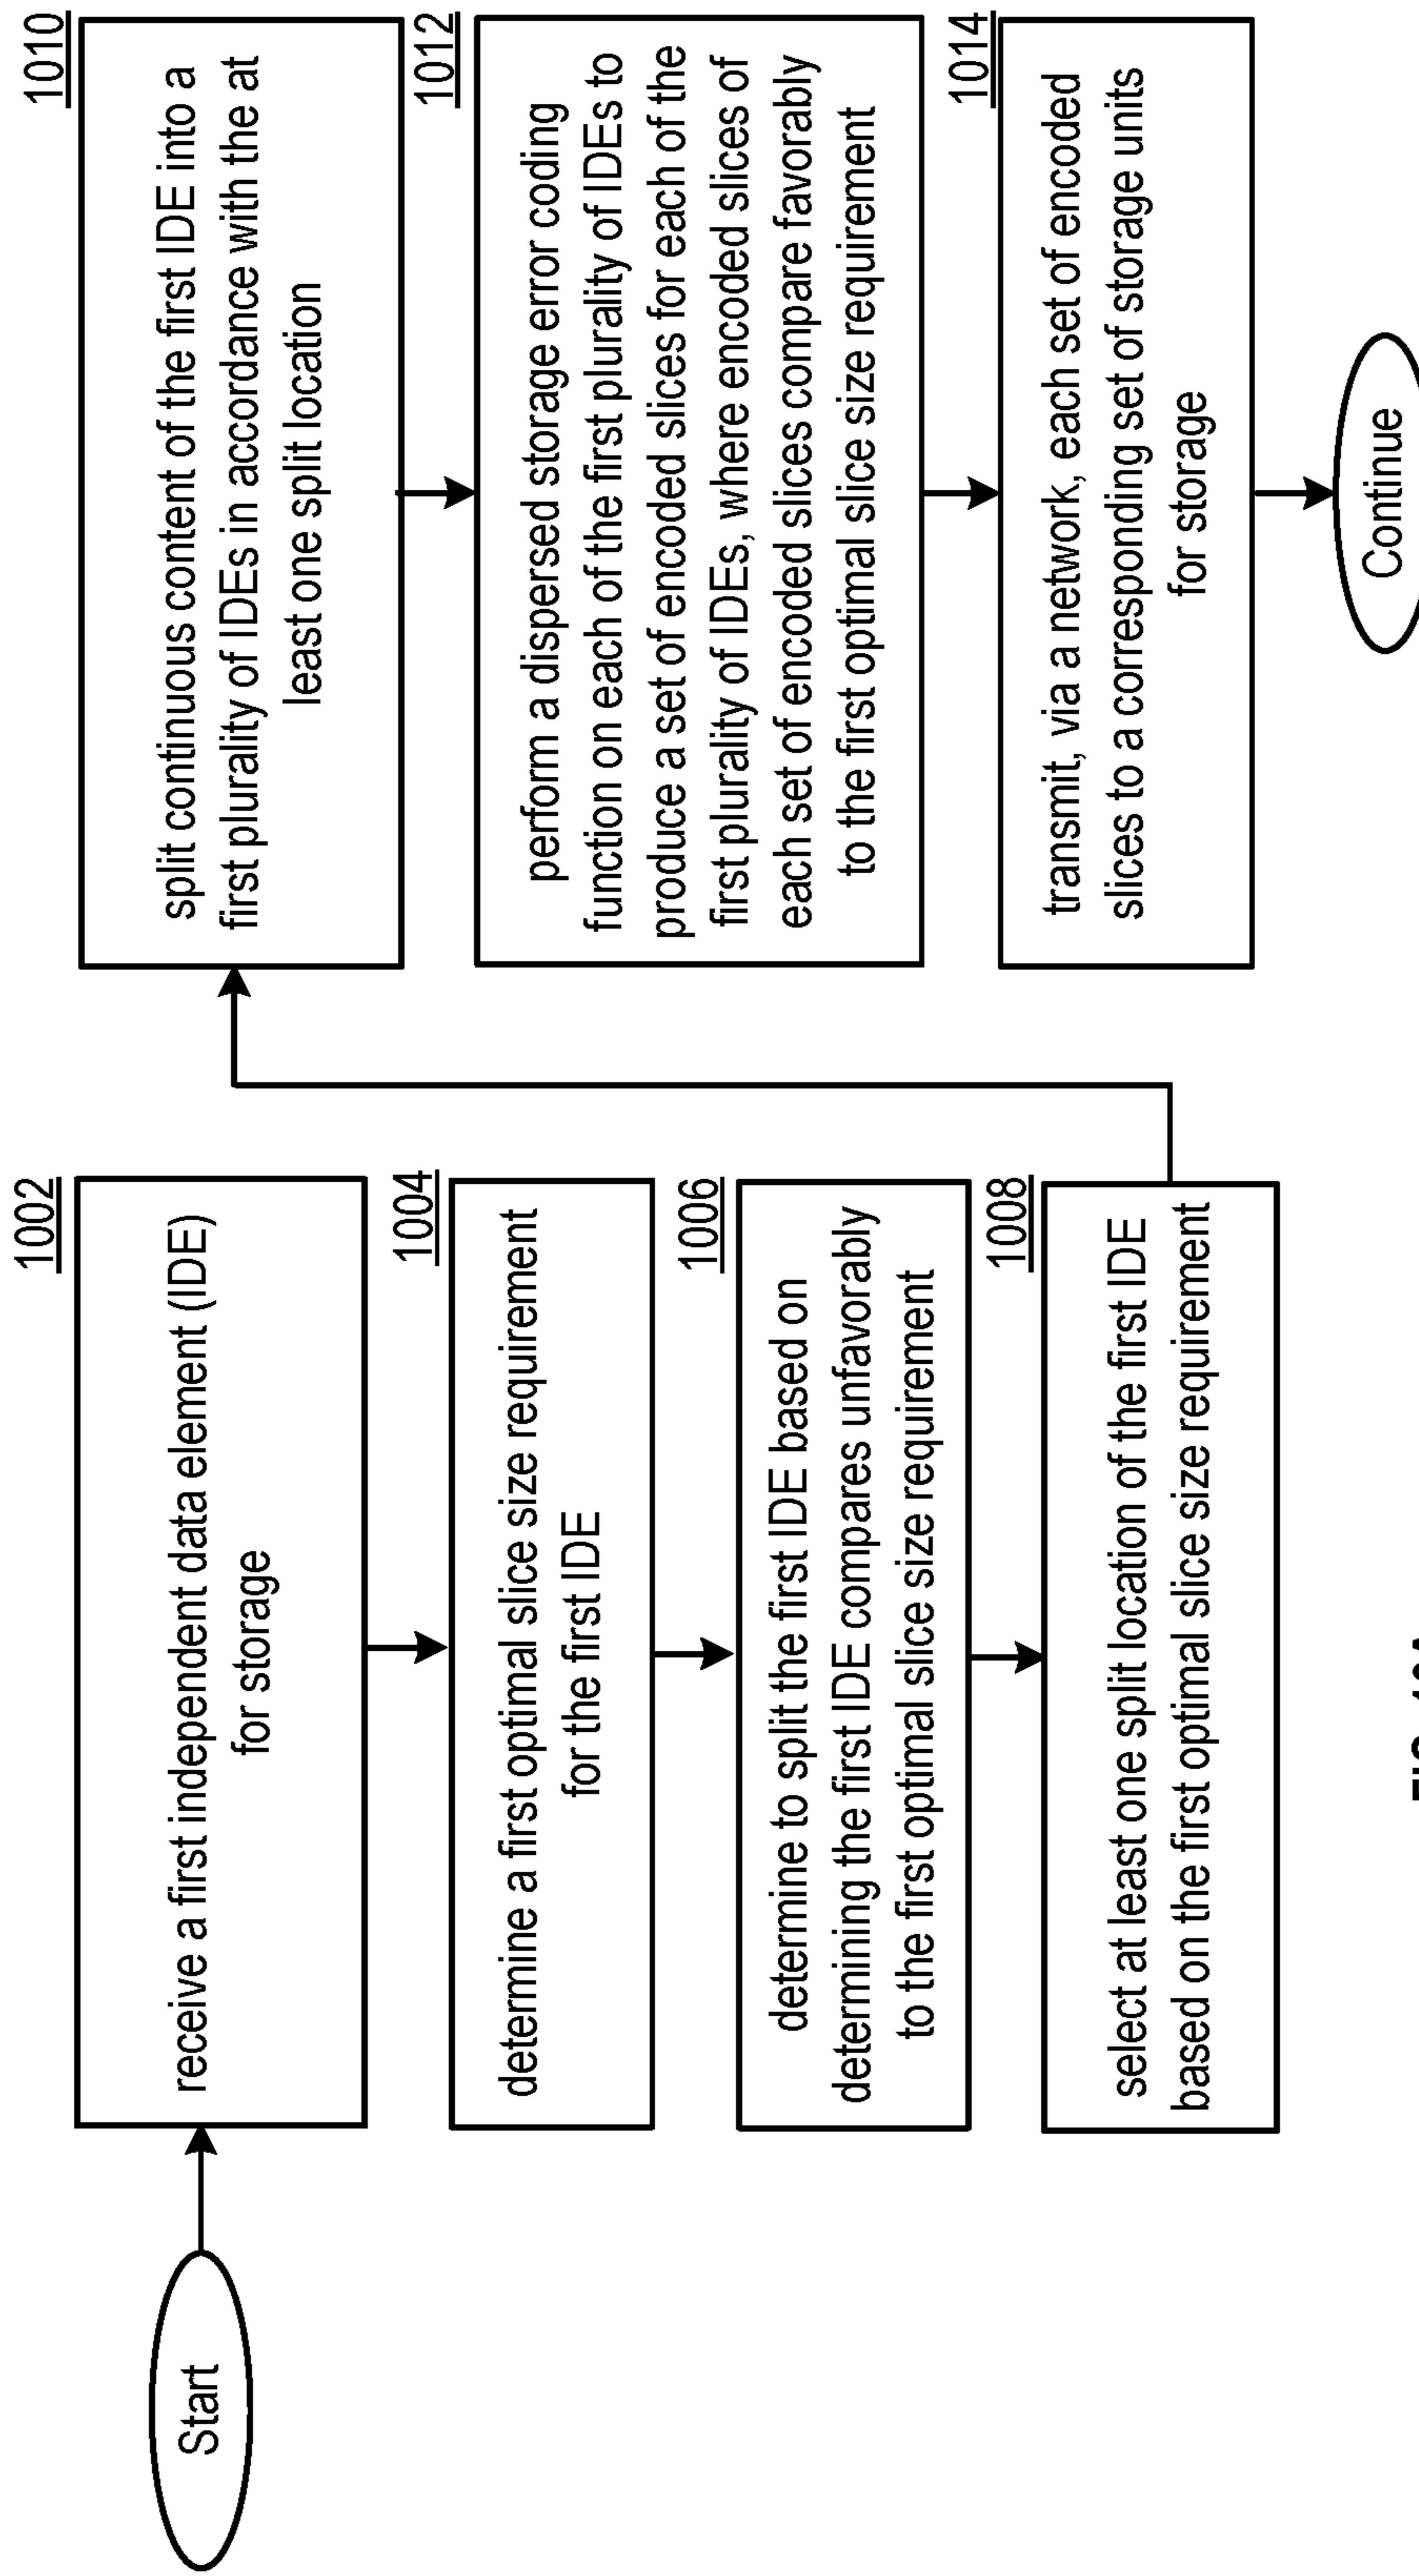 Start
1002
receive a first independent data element (IDE)
for storage
1004
determine a first optimal slice size requirement
for the first IDE
1006
determine to split the first IDE based on
determining the first IDE compares unfavorably
to the first optimal slice size requirement
1008
select at least one split location of the first IDE
based on the first optimal slice size requirement
1010
split continuous content of the first IDE into a
first plurality of IDEs in accordance with the at
least one split location
1012
perform a dispersed storage error coding
function on each of the first plurality of IDEs to
produce a set of encoded slices for each of the
first plurality of IDEs, where encoded slices of
each set of encoded slices compare favorably
to the first optimal slice size requirement
1014
transmit, via a network, each set of encoded
slices to a corresponding set of storage units
for storage
Continue